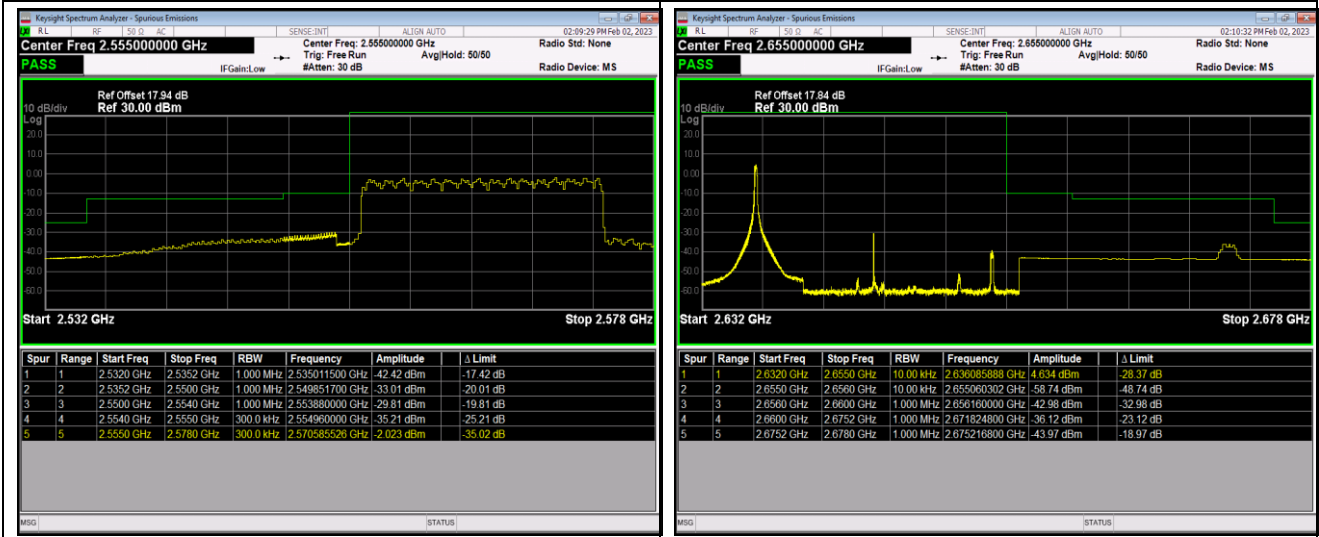 Keysight Spectrum Analyzer - Spurious Emissions
RL RF 50 Ω AC SENSE:INT ALIGN AUTO 02:09:29 PM Feb 02, 2023
Center Freq 2.555000000 GHz Center Freq: 2.555000000 GHz Radio Std: None
PASS Trig: Free Run Avg|Hold: 50/50
IFGain:Low #Atten: 30 dB Radio Device: MS
Ref Offset 17.94 dB
10 dB/div Ref 30.00 dBm
Log
20.0
10.0
0.00
-10.0
-20.0
-30.0
-40.0
-50.0
-60.0
Start 2.532 GHz Stop 2.578 GHz
Spur Range Start Freq Stop Freq RBW Frequency Amplitude Δ Limit
1 1 2.5320 GHz 2.5352 GHz 1.000 MHz 2.535011500 GHz -42.42 dBm -17.42 dB
2 2 2.5352 GHz 2.5500 GHz 1.000 MHz 2.549851700 GHz -33.01 dBm -20.01 dB
3 3 2.5500 GHz 2.5540 GHz 1.000 MHz 2.553880000 GHz -29.81 dBm -19.81 dB
4 4 2.5540 GHz 2.5550 GHz 300.0 kHz 2.554960000 GHz -35.21 dBm -25.21 dB
5 5 2.5550 GHz 2.5780 GHz 300.0 kHz 2.570585526 GHz -2.023 dBm -35.02 dB
MSG STATUS
Keysight Spectrum Analyzer - Spurious Emissions
RL RF 50 Ω AC SENSE:INT ALIGN AUTO 02:10:32 PM Feb 02, 2023
Center Freq 2.655000000 GHz Center Freq: 2.655000000 GHz Radio Std: None
PASS Trig: Free Run Avg|Hold: 50/50
IFGain:Low #Atten: 30 dB Radio Device: MS
Ref Offset 17.84 dB
10 dB/div Ref 30.00 dBm
Log
20.0
10.0
0.00
-10.0
-20.0
-30.0
-40.0
-50.0
-60.0
Start 2.632 GHz Stop 2.678 GHz
Spur Range Start Freq Stop Freq RBW Frequency Amplitude Δ Limit
1 1 2.6320 GHz 2.6550 GHz 10.00 kHz 2.636085888 GHz 4.634 dBm -28.37 dB
2 2 2.6550 GHz 2.6560 GHz 10.00 kHz 2.655060302 GHz -58.74 dBm -48.74 dB
3 3 2.6560 GHz 2.6600 GHz 1.000 MHz 2.656160000 GHz -42.98 dBm -32.98 dB
4 4 2.6600 GHz 2.6752 GHz 1.000 MHz 2.671824800 GHz -36.12 dBm -23.12 dB
5 5 2.6752 GHz 2.6780 GHz 1.000 MHz 2.675216800 GHz -43.97 dBm -18.97 dB
MSG STATUS